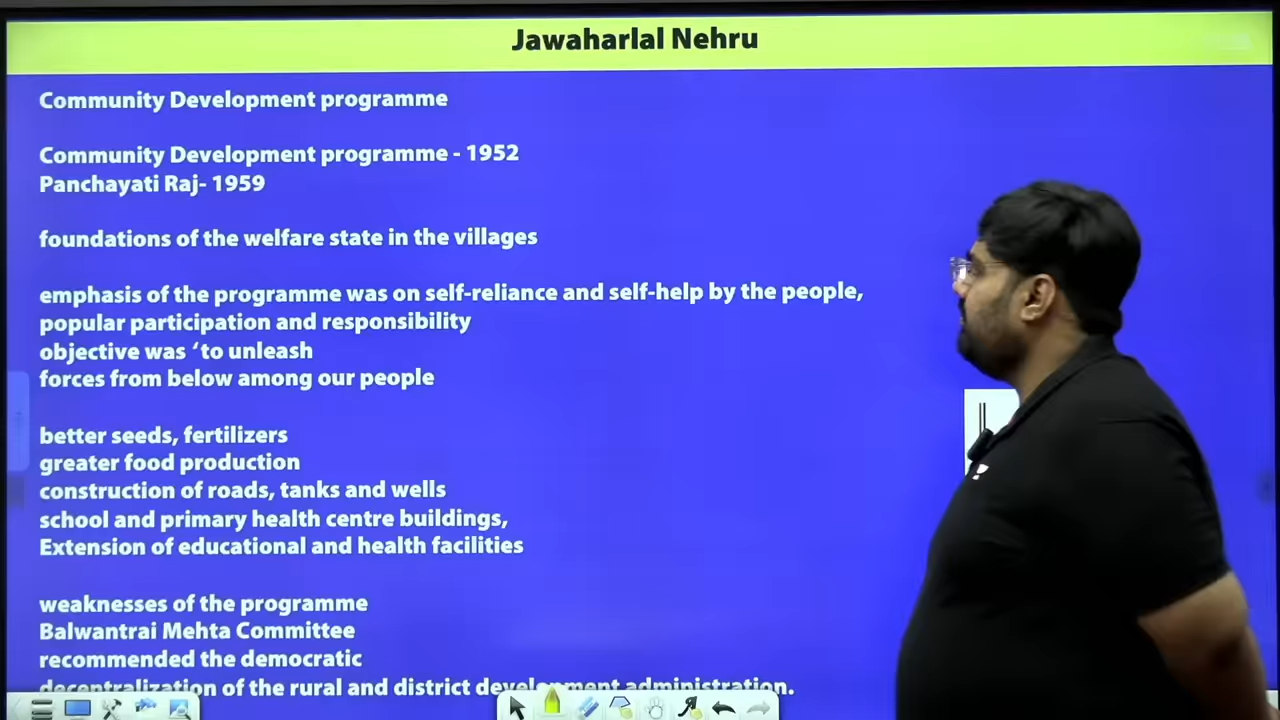 Jawaharlal Nehru
Community Development programme
Community Development programme - 1952
Panchayati Raj- 1959
foundations of the welfare state in the villages
emphasis of the programme was on self-reliance and self-help by the people,
popular participation and responsibility
objective was ‘to unleash
forces from below among our people
better seeds, fertilizers
greater food production
construction of roads, tanks and wells
school and primary health centre buildings,
Extension of educational and health facilities
weaknesses of the programme
Balwantrai Mehta Committee
recommended the democratic
decentralization of the rural and district development administration.